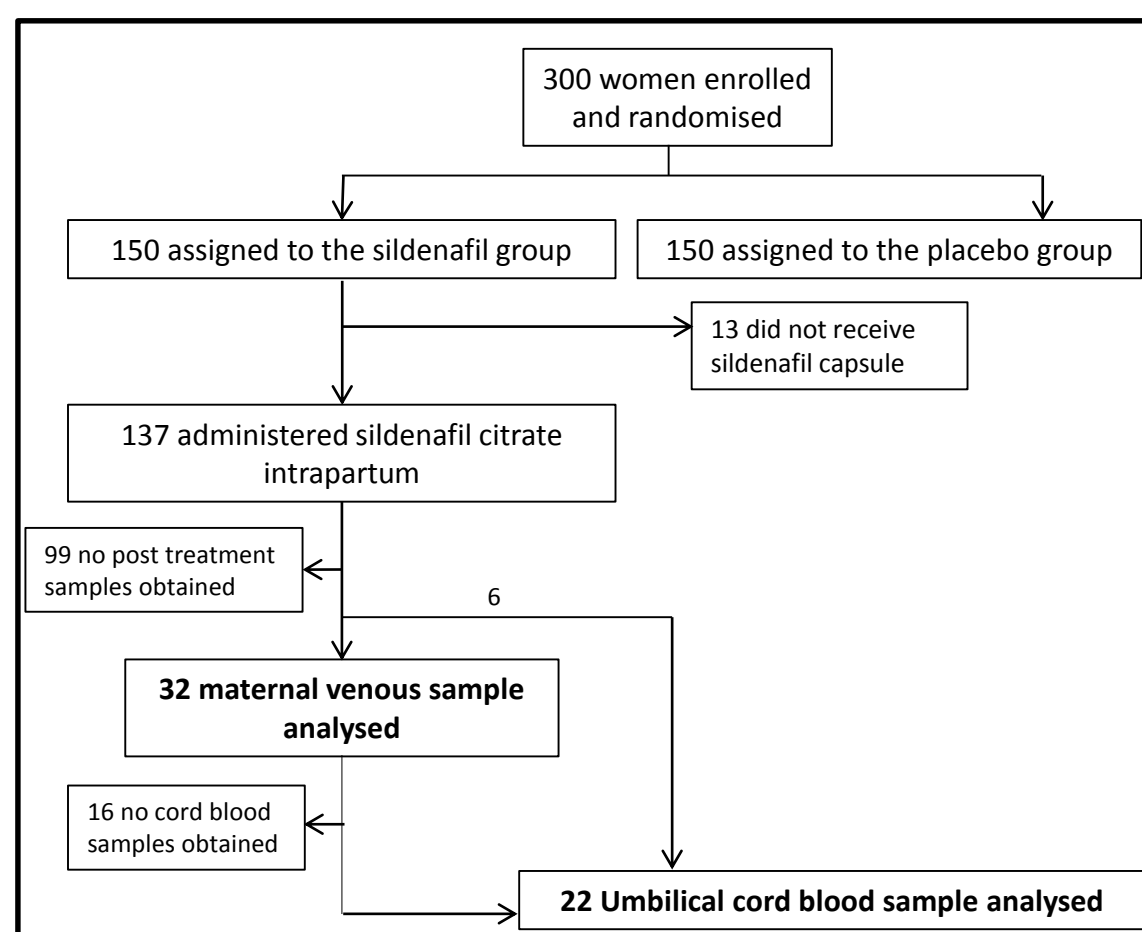 300 women enrolled
and randomised
150 assigned to the sildenafil group
150 assigned to the placebo group
13 did not receive
sildenafil capsule
137 administered sildenafil citrate
intrapartum
99 no post treatment
samples obtained
6
32 maternal venous sample
analysed
16 no cord blood
samples obtained
22 Umbilical cord blood sample analysed